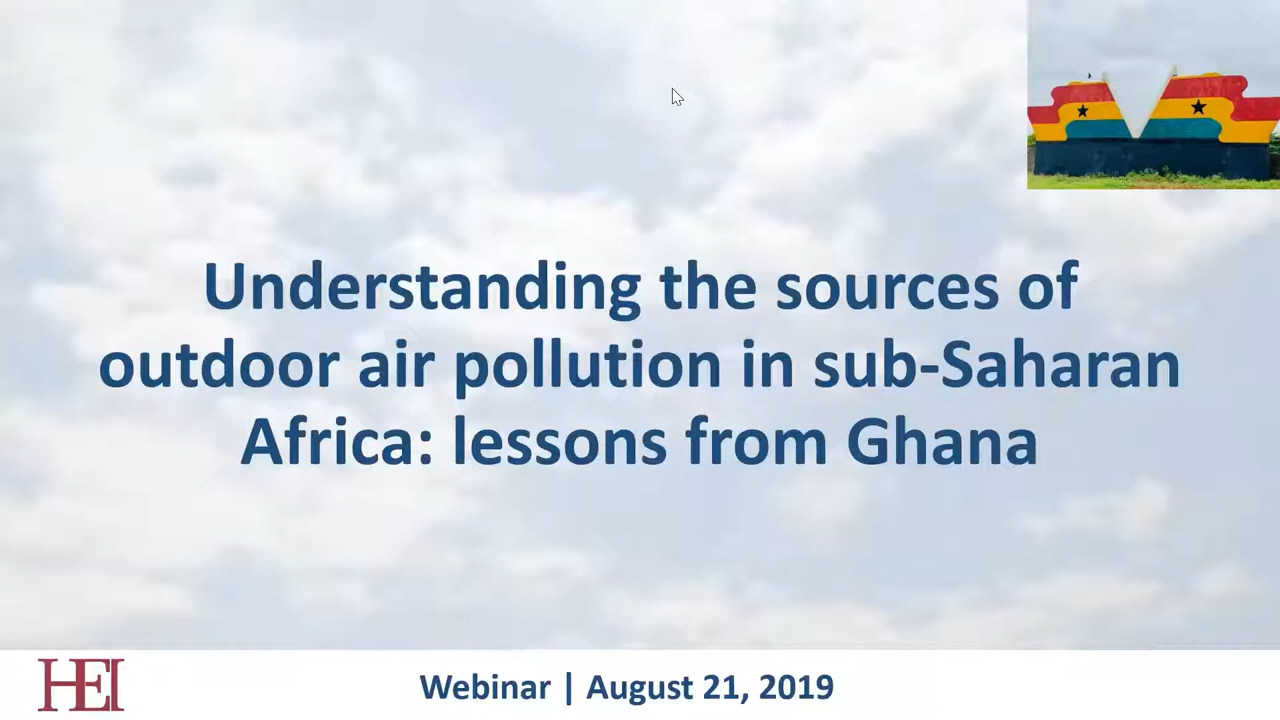 Understanding the sources of
outdoor air pollution in sub-Saharan
Africa: lessons from Ghana
HEI
Webinar | August 21, 2019